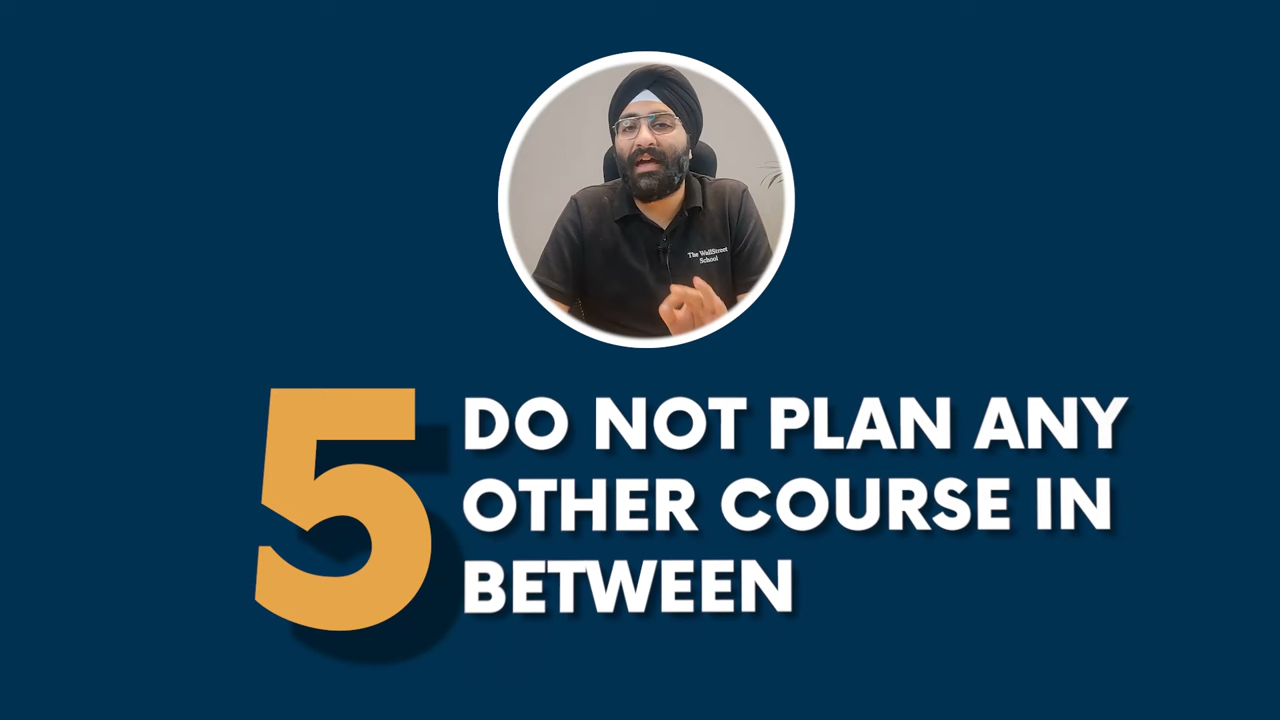 The WallStreet
School
5
DO NOT PLAN ANY
OTHER COURSE IN
BETWEEN